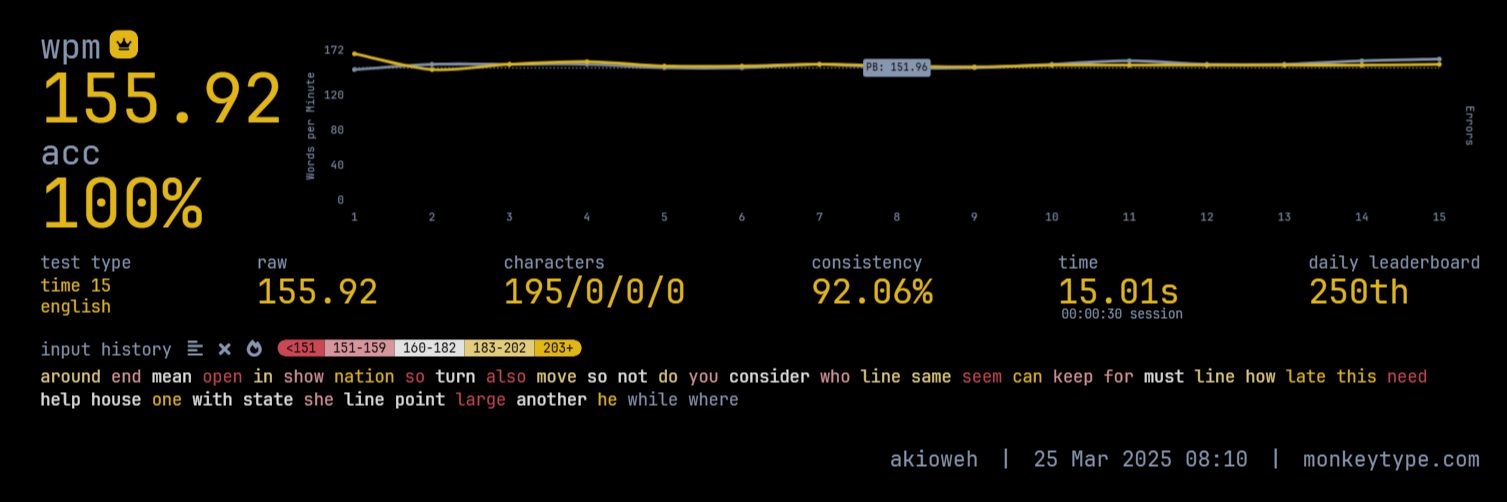 wpm
155.92
acc
100%
Words per Minute
172
120
80
40
0
PB: 151.96
1 2 3 4 5 6 7 8 9 10 11 12 13 14 15
Errors
test type
time 15
english
raw
155.92
characters
195/0/0/0
consistency
92.06%
time
15.01s
00:00:30 session
daily leaderboard
250th
input history <151 151-159 160-182 183-202 203+
around end mean open in show nation so turn also move so not do you consider who line same seem can keep for must line how late this need
help house one with state she line point large another he while where
akioweh | 25 Mar 2025 08:10 | monkeytype.com